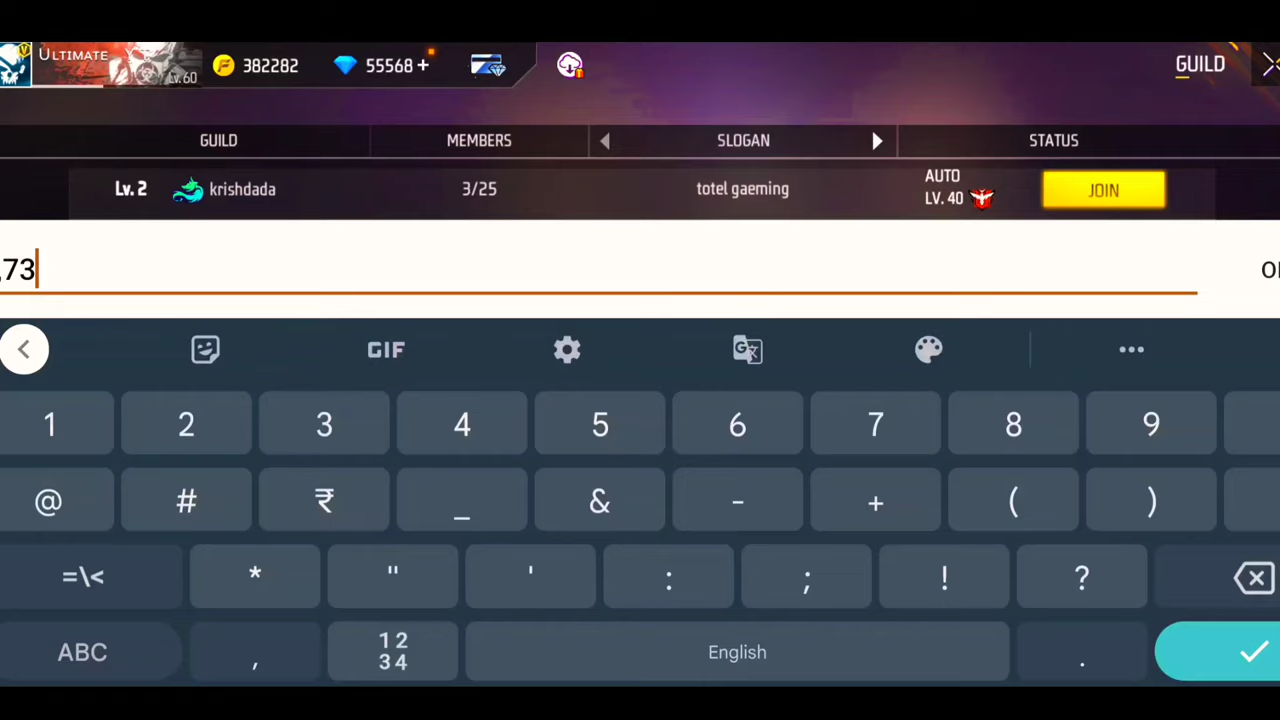 ULTIMATE
Lv.60
382282
55568 +
GUILD
GUILD MEMBERS SLOGAN STATUS
Lv. 2 krishdada 3/25 totel gaeming AUTO LV. 40 JOIN
,73
GIF
1 2 3 4 5 6 7 8 9
@ # ₹ _ & - + ( )
=\< * " ' : ; ! ?
ABC , 12 34 English .